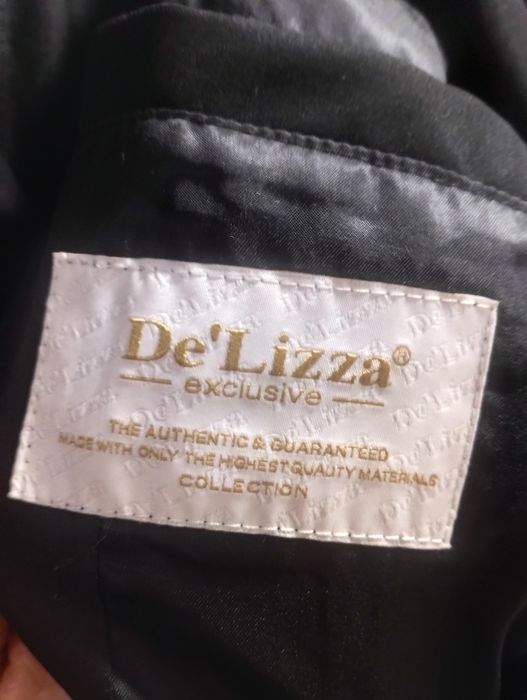 De'Lizza®
exclusive
THE AUTHENTIC & GUARANTEED
MADE WITH ONLY THE HIGHEST QUALITY MATERIALS
COLLECTION